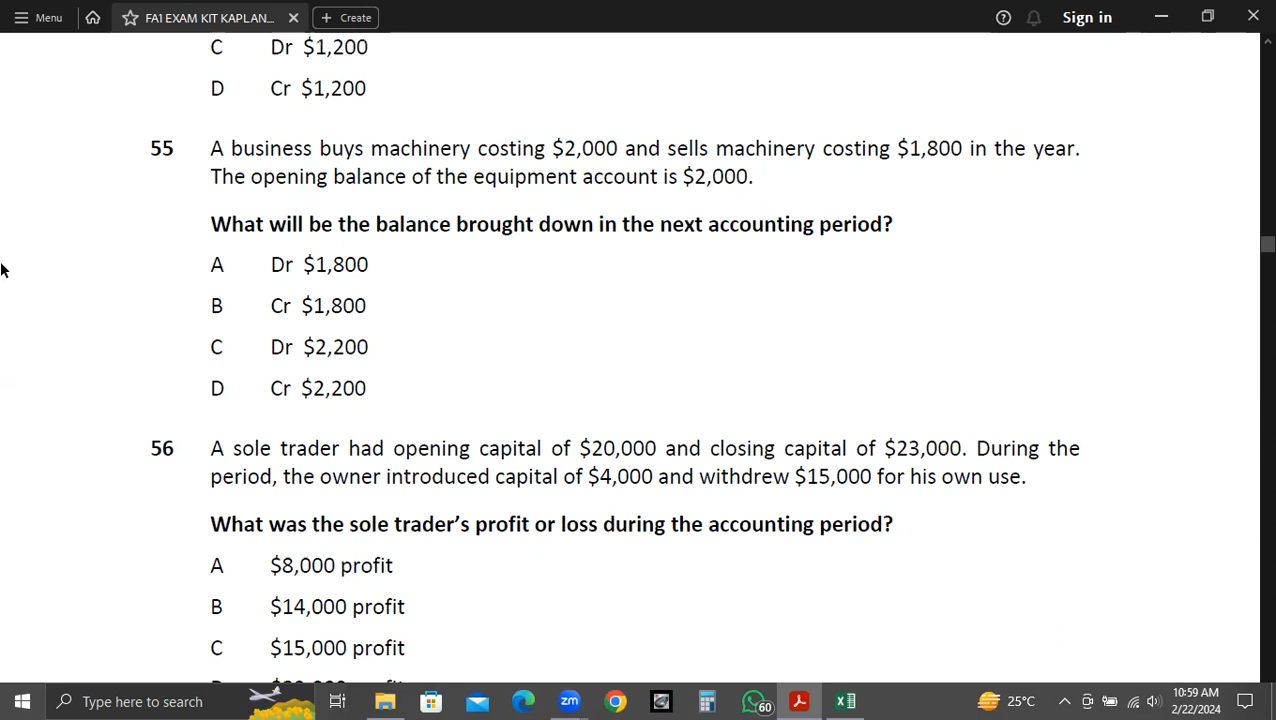 Menu
FA1 EXAM KIT KAPLAN...
Create
Sign in
C Dr $1,200
D Cr $1,200
55 A business buys machinery costing $2,000 and sells machinery costing $1,800 in the year.
The opening balance of the equipment account is $2,000.
What will be the balance brought down in the next accounting period?
A Dr $1,800
B Cr $1,800
C Dr $2,200
D Cr $2,200
56 A sole trader had opening capital of $20,000 and closing capital of $23,000. During the
period, the owner introduced capital of $4,000 and withdrew $15,000 for his own use.
What was the sole trader's profit or loss during the accounting period?
A $8,000 profit
B $14,000 profit
C $15,000 profit
Type here to search
zm
60
25°C
10:59 AM
2/22/2024